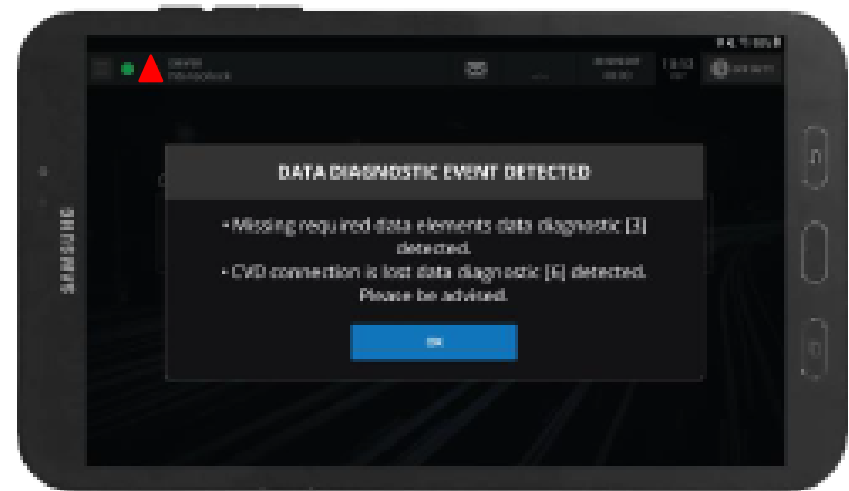 SAMSUNG
DATA DIAGNOSTIC EVENT DETECTED
• Missing required data elements data diagnostic [3]
detected.
• CVD connection is lost data diagnostic [6] detected.
Please be advised.
OK